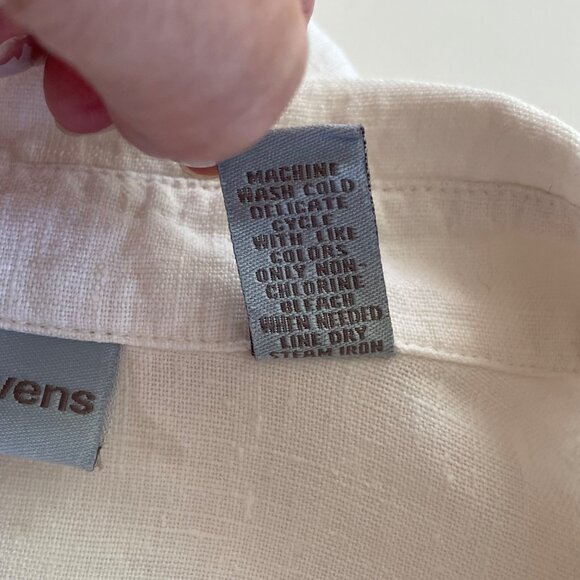 MACHINE
WASH COLD
DELICATE
CYCLE
WITH LIKE
COLORS
ONLY NON-
CHLORINE
BLEACH
WHEN NEEDED
LINE DRY
STEAM IRON
vens